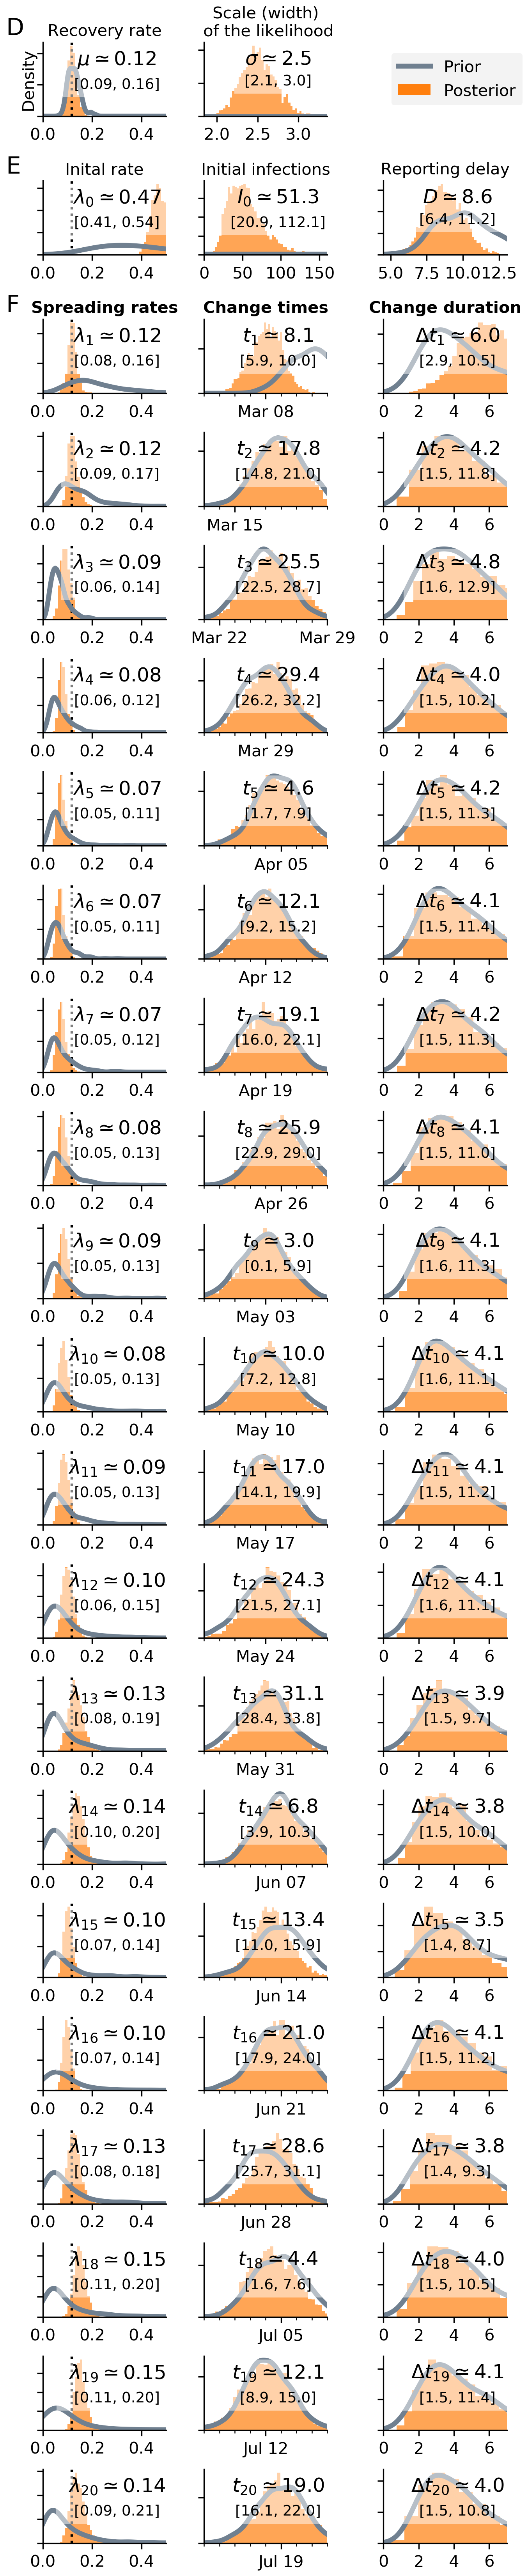 D
Recovery rate
Density
μ ≃ 0.12
[0.09, 0.16]
0.0 0.2 0.4
Scale (width)
of the likelihood
σ ≃ 2.5
[2.1, 3.0]
2.0 2.5 3.0
Prior
Posterior
E
Inital rate
λ0 ≃ 0.47
[0.41, 0.54]
0.0 0.2 0.4
Initial infections
I0 ≃ 51.3
[20.9, 112.1]
0 50 100 150
Reporting delay
D ≃ 8.6
[6.4, 11.2]
5.0 7.5 10.0 12.5
F
Spreading rates Change times Change duration
λ1 ≃ 0.12 t1 ≃ 8.1 Δt1 ≃ 6.0
[0.08, 0.16] [5.9, 10.0] [2.9, 10.5]
0.0 0.2 0.4 Mar 08 0 2 4 6
λ2 ≃ 0.12 t2 ≃ 17.8 Δt2 ≃ 4.2
[0.09, 0.17] [14.8, 21.0] [1.5, 11.8]
0.0 0.2 0.4 Mar 15 0 2 4 6
λ3 ≃ 0.09 t3 ≃ 25.5 Δt3 ≃ 4.8
[0.06, 0.14] [22.5, 28.7] [1.6, 12.9]
0.0 0.2 0.4 Mar 22 Mar 29 0 2 4 6
λ4 ≃ 0.08 t4 ≃ 29.4 Δt4 ≃ 4.0
[0.06, 0.12] [26.2, 32.2] [1.5, 10.2]
0.0 0.2 0.4 Mar 29 0 2 4 6
λ5 ≃ 0.07 t5 ≃ 4.6 Δt5 ≃ 4.2
[0.05, 0.11] [1.7, 7.9] [1.5, 11.3]
0.0 0.2 0.4 Apr 05 0 2 4 6
λ6 ≃ 0.07 t6 ≃ 12.1 Δt6 ≃ 4.1
[0.05, 0.11] [9.2, 15.2] [1.5, 11.4]
0.0 0.2 0.4 Apr 12 0 2 4 6
λ7 ≃ 0.07 t7 ≃ 19.1 Δt7 ≃ 4.2
[0.05, 0.12] [16.0, 22.1] [1.5, 11.3]
0.0 0.2 0.4 Apr 19 0 2 4 6
λ8 ≃ 0.08 t8 ≃ 25.9 Δt8 ≃ 4.1
[0.05, 0.13] [22.9, 29.0] [1.5, 11.0]
0.0 0.2 0.4 Apr 26 0 2 4 6
λ9 ≃ 0.09 t9 ≃ 3.0 Δt9 ≃ 4.1
[0.05, 0.13] [0.1, 5.9] [1.6, 11.3]
0.0 0.2 0.4 May 03 0 2 4 6
λ10 ≃ 0.08 t10 ≃ 10.0 Δt10 ≃ 4.1
[0.05, 0.13] [7.2, 12.8] [1.6, 11.1]
0.0 0.2 0.4 May 10 0 2 4 6
λ11 ≃ 0.09 t11 ≃ 17.0 Δt11 ≃ 4.1
[0.05, 0.13] [14.1, 19.9] [1.5, 11.2]
0.0 0.2 0.4 May 17 0 2 4 6
λ12 ≃ 0.10 t12 ≃ 24.3 Δt12 ≃ 4.1
[0.06, 0.15] [21.5, 27.1] [1.6, 11.1]
0.0 0.2 0.4 May 24 0 2 4 6
λ13 ≃ 0.13 t13 ≃ 31.1 Δt13 ≃ 3.9
[0.08, 0.19] [28.4, 33.8] [1.5, 9.7]
0.0 0.2 0.4 May 31 0 2 4 6
λ14 ≃ 0.14 t14 ≃ 6.8 Δt14 ≃ 3.8
[0.10, 0.20] [3.9, 10.3] [1.5, 10.0]
0.0 0.2 0.4 Jun 07 0 2 4 6
λ15 ≃ 0.10 t15 ≃ 13.4 Δt15 ≃ 3.5
[0.07, 0.14] [11.0, 15.9] [1.4, 8.7]
0.0 0.2 0.4 Jun 14 0 2 4 6
λ16 ≃ 0.10 t16 ≃ 21.0 Δt16 ≃ 4.1
[0.07, 0.14] [17.9, 24.0] [1.5, 11.2]
0.0 0.2 0.4 Jun 21 0 2 4 6
λ17 ≃ 0.13 t17 ≃ 28.6 Δt17 ≃ 3.8
[0.08, 0.18] [25.7, 31.1] [1.4, 9.3]
0.0 0.2 0.4 Jun 28 0 2 4 6
λ18 ≃ 0.15 t18 ≃ 4.4 Δt18 ≃ 4.0
[0.11, 0.20] [1.6, 7.6] [1.5, 10.5]
0.0 0.2 0.4 Jul 05 0 2 4 6
λ19 ≃ 0.15 t19 ≃ 12.1 Δt19 ≃ 4.1
[0.11, 0.20] [8.9, 15.0] [1.5, 11.4]
0.0 0.2 0.4 Jul 12 0 2 4 6
λ20 ≃ 0.14 t20 ≃ 19.0 Δt20 ≃ 4.0
[0.09, 0.21] [16.1, 22.0] [1.5, 10.8]
0.0 0.2 0.4 Jul 19 0 2 4 6